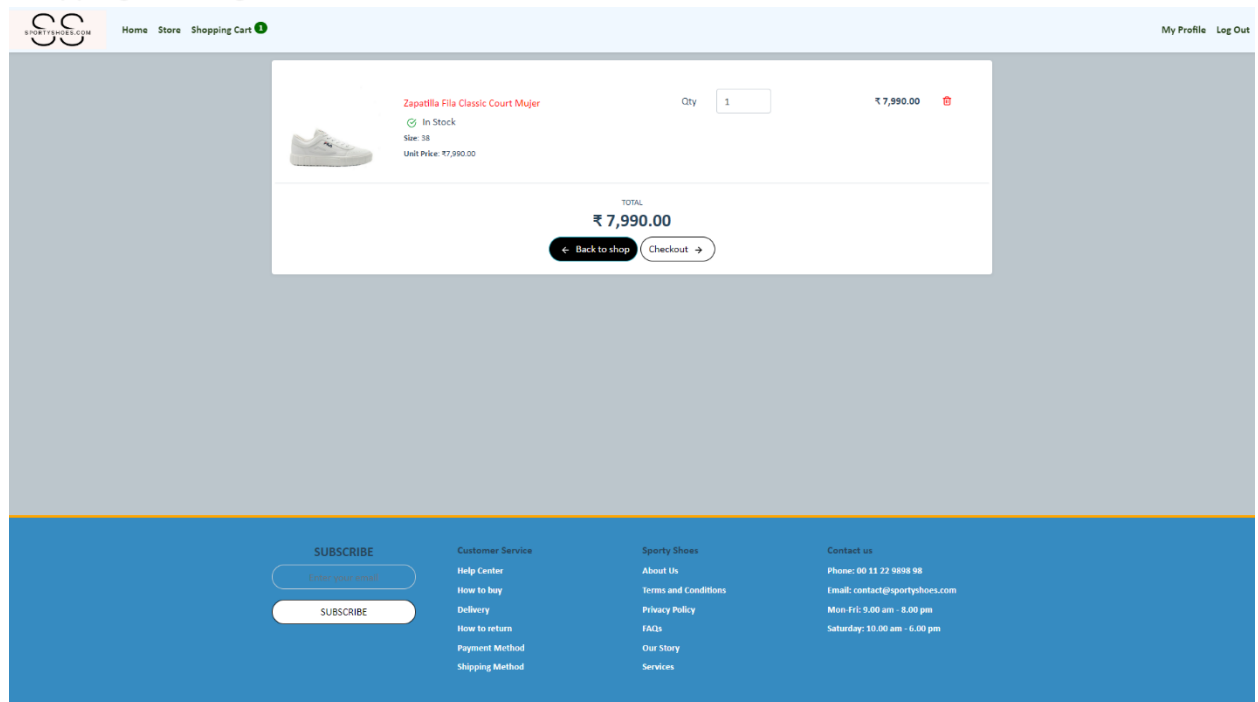 SS
SPORTYSHOES.COM
Home Store Shopping Cart 1
My Profile Log Out
Zapatilla Fila Classic Court Mujer
Qty 1
₹ 7,990.00
In Stock
Size: 38
Unit Price: ₹7,990.00
FILA
TOTAL
₹ 7,990.00
← Back to shop
Checkout →
SUBSCRIBE
Enter your email
SUBSCRIBE
Customer Service
Help Center
How to buy
Delivery
How to return
Payment Method
Shipping Method
Sporty Shoes
About Us
Terms and Conditions
Privacy Policy
FAQs
Our Story
Services
Contact us
Phone: 00 11 22 9898 98
Email: contact@sportyshoes.com
Mon-Fri: 9.00 am - 8.00 pm
Saturday: 10.00 am - 6.00 pm